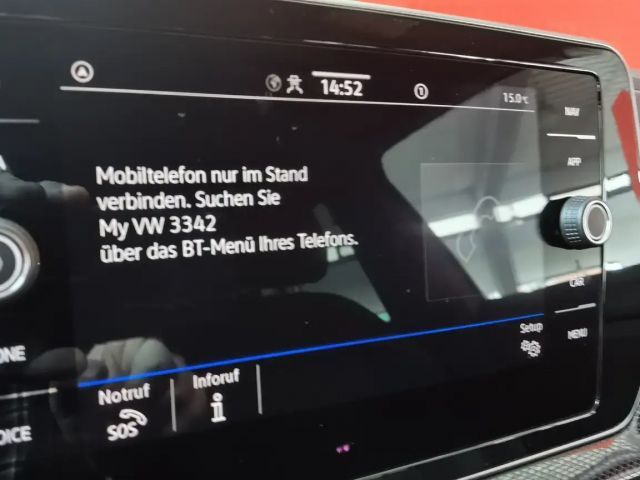 14:52
15.0°C
NAV
Mobiltelefon nur im Stand
verbinden. Suchen Sie
My VW 3342
über das BT-Menü Ihres Telefons.
APP
CAR
MENU
Setup
ONE
Notruf
SOS
Inforuf
i
OICE